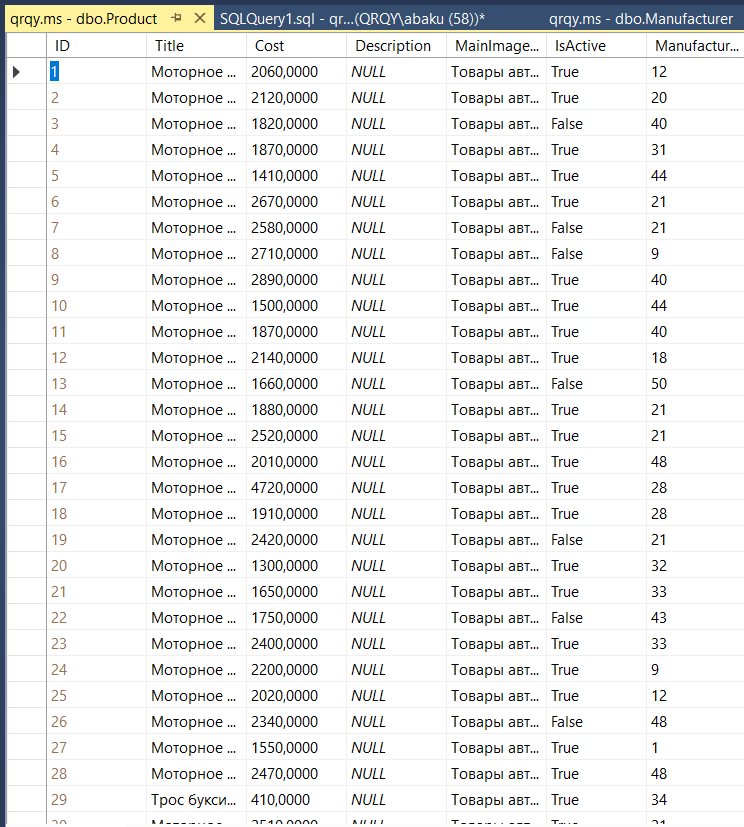 qrqy.ms - dbo.Product SQLQuery1.sql - qr...(QRQY\abaku (58))* qrqy.ms - dbo.Manufacturer
ID Title Cost Description MainImage... IsActive Manufactur...
1 Моторное ... 2060,0000 NULL Товары авт... True 12
2 Моторное ... 2120,0000 NULL Товары авт... True 20
3 Моторное ... 1820,0000 NULL Товары авт... False 40
4 Моторное ... 1870,0000 NULL Товары авт... True 31
5 Моторное ... 1410,0000 NULL Товары авт... True 44
6 Моторное ... 2670,0000 NULL Товары авт... True 21
7 Моторное ... 2580,0000 NULL Товары авт... False 21
8 Моторное ... 2710,0000 NULL Товары авт... False 9
9 Моторное ... 2890,0000 NULL Товары авт... True 40
10 Моторное ... 1500,0000 NULL Товары авт... True 44
11 Моторное ... 1870,0000 NULL Товары авт... True 40
12 Моторное ... 2140,0000 NULL Товары авт... True 18
13 Моторное ... 1660,0000 NULL Товары авт... False 50
14 Моторное ... 1880,0000 NULL Товары авт... True 21
15 Моторное ... 2520,0000 NULL Товары авт... True 21
16 Моторное ... 2010,0000 NULL Товары авт... True 48
17 Моторное ... 4720,0000 NULL Товары авт... True 28
18 Моторное ... 1910,0000 NULL Товары авт... True 28
19 Моторное ... 2420,0000 NULL Товары авт... False 21
20 Моторное ... 1300,0000 NULL Товары авт... True 32
21 Моторное ... 1650,0000 NULL Товары авт... True 33
22 Моторное ... 1750,0000 NULL Товары авт... False 43
23 Моторное ... 2400,0000 NULL Товары авт... True 33
24 Моторное ... 2200,0000 NULL Товары авт... True 9
25 Моторное ... 2020,0000 NULL Товары авт... True 12
26 Моторное ... 2340,0000 NULL Товары авт... False 48
27 Моторное ... 1550,0000 NULL Товары авт... True 1
28 Моторное ... 2470,0000 NULL Товары авт... True 48
29 Трос букси... 410,0000 NULL Товары авт... True 34